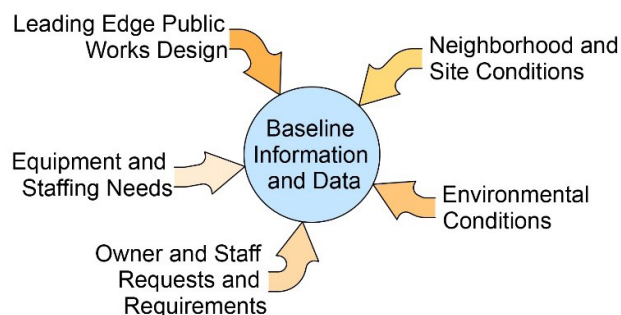 Leading Edge Public
Works Design
Neighborhood and
Site Conditions
Baseline
Information
and Data
Equipment and
Staffing Needs
Environmental
Conditions
Owner and Staff
Requests and
Requirements